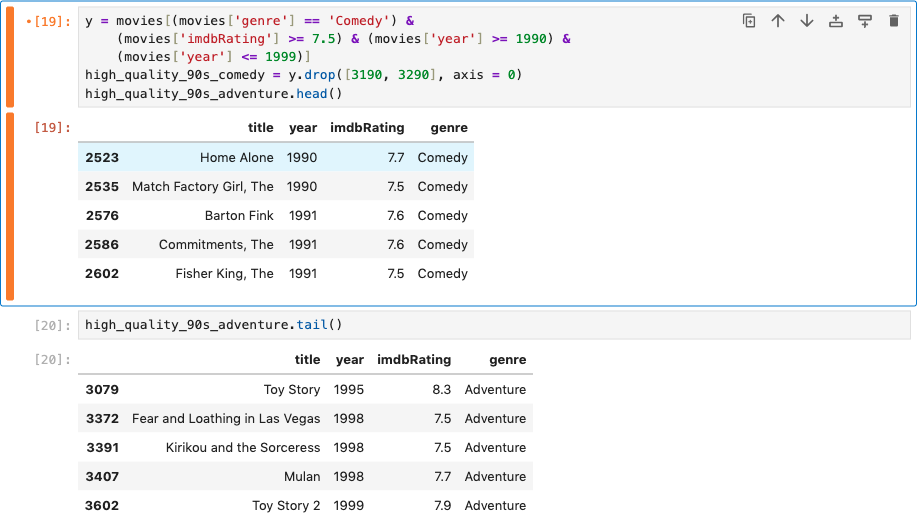 [19]: y = movies[(movies['genre'] == 'Comedy') &
(movies['imdbRating'] >= 7.5) & (movies['year'] >= 1990) &
(movies['year'] <= 1999)]
high_quality_90s_comedy = y.drop([3190, 3290], axis = 0)
high_quality_90s_adventure.head()
[19]: title year imdbRating genre
2523 Home Alone 1990 7.7 Comedy
2535 Match Factory Girl, The 1990 7.5 Comedy
2576 Barton Fink 1991 7.6 Comedy
2586 Commitments, The 1991 7.6 Comedy
2602 Fisher King, The 1991 7.5 Comedy
[20]: high_quality_90s_adventure.tail()
[20]: title year imdbRating genre
3079 Toy Story 1995 8.3 Adventure
3372 Fear and Loathing in Las Vegas 1998 7.5 Adventure
3391 Kirikou and the Sorceress 1998 7.5 Adventure
3407 Mulan 1998 7.7 Adventure
3602 Toy Story 2 1999 7.9 Adventure